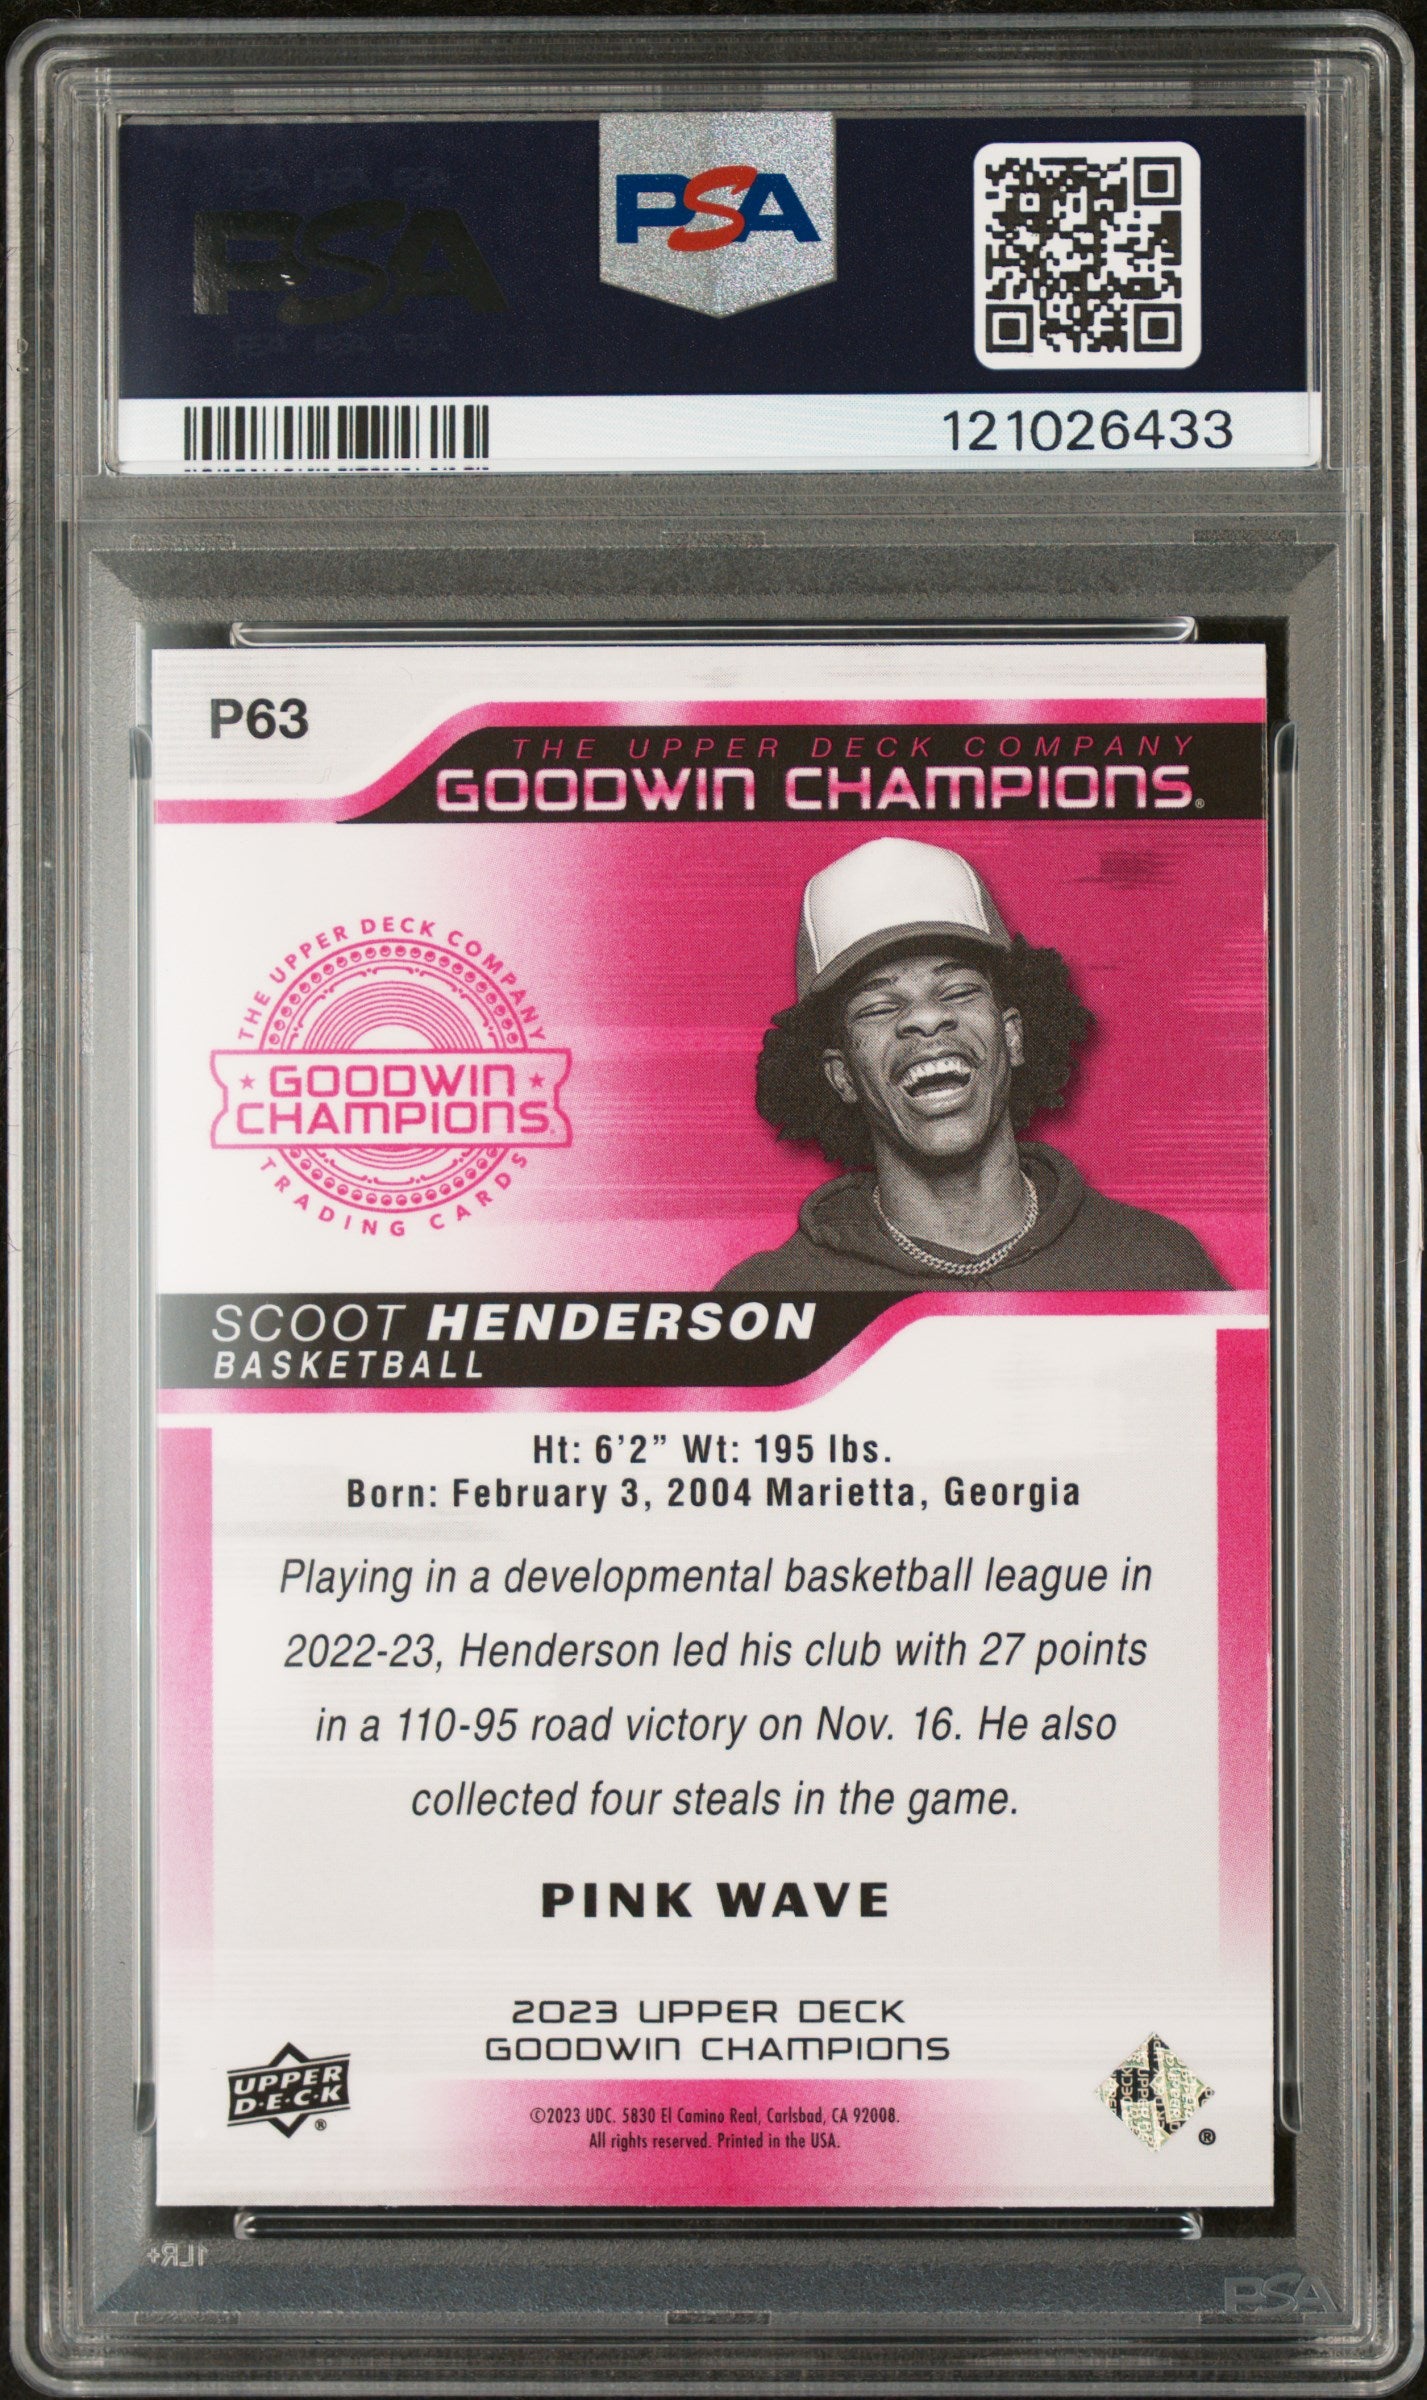 PSA
PSA
121026433
P63
THE UPPER DECK COMPANY
GOODWIN CHAMPIONS®
THE UPPER DECK COMPANY
★ GOODWIN ★
CHAMPIONS
TRADING CARDS
SCOOT HENDERSON
BASKETBALL
Ht: 6'2” Wt: 195 lbs.
Born: February 3, 2004 Marietta, Georgia
Playing in a developmental basketball league in
2022-23, Henderson led his club with 27 points
in a 110-95 road victory on Nov. 16. He also
collected four steals in the game.
PINK WAVE
2023 UPPER DECK
GOODWIN CHAMPIONS
UPPER
D·E·C·K
®
©2023 UDC. 5830 El Camino Real, Carlsbad, CA 92008.
All rights reserved. Printed in the USA.
®
1LR+
PSA